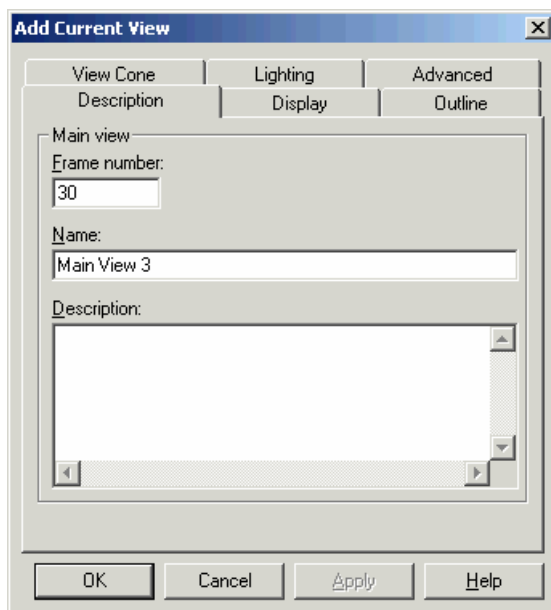 Add Current View
View Cone Lighting Advanced
Description Display Outline
Main view
Frame number:
30
Name:
Main View 3
Description:
OK Cancel Apply Help